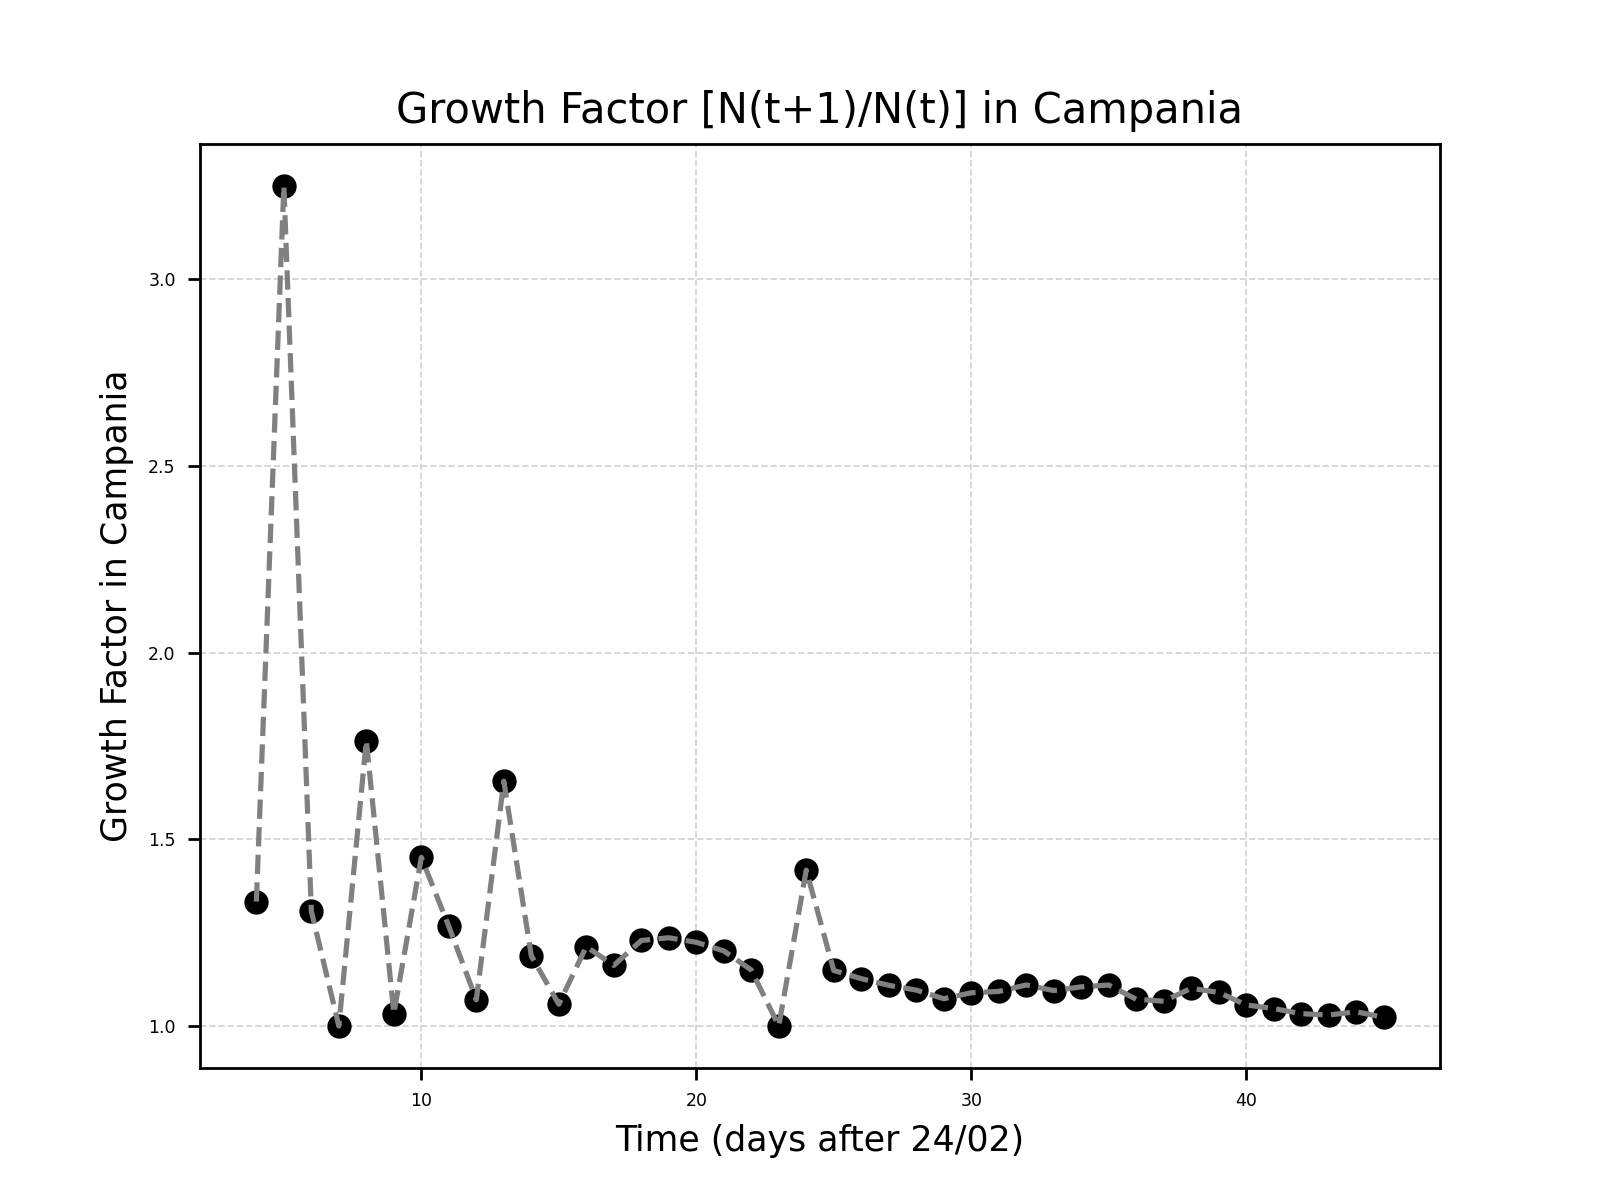 Growth Factor [N(t+1)/N(t)] in Campania
Growth Factor in Campania
3.0
2.5
2.0
1.5
1.0
10 20 30 40
Time (days after 24/02)